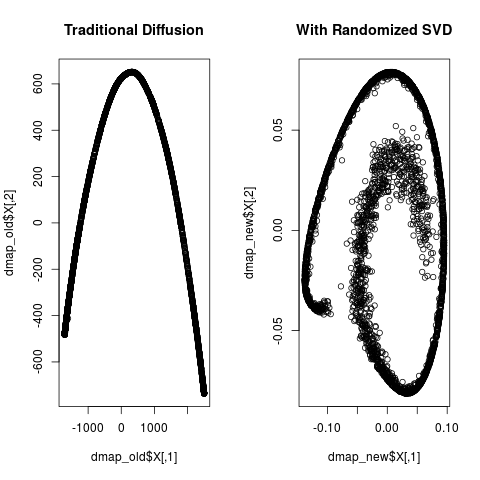 Traditional Diffusion
dmap_old$X[,2]
600
400
200
0
-200
-400
-600
-1000 0 1000
dmap_old$X[,1]
With Randomized SVD
dmap_new$X[,2]
0.05
0.00
-0.05
-0.10 0.00 0.10
dmap_new$X[,1]